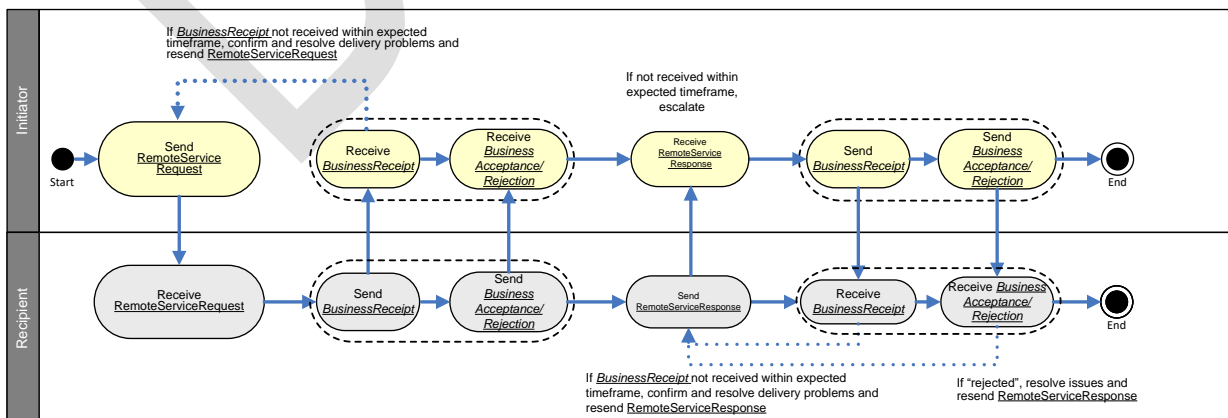 Initiator
If BusinessReceipt not received within expected
timeframe, confirm and resolve delivery problems and
resend RemoteServiceRequest
If not received within
expected timeframe,
escalate
Start
Send
RemoteService
Request
Receive
BusinessReceipt
Receive
Business
Acceptance/
Rejection
Receive
RemoteService
Response
Send
BusinessReceipt
Send
Business
Acceptance/
Rejection
End
Recipient
Receive
RemoteServiceRequest
Send
BusinessReceipt
Send
Business
Acceptance/
Rejection
Send
RemoteServiceResponse
Receive
BusinessReceipt
Receive Business
Acceptance/
Rejection
End
If BusinessReceipt not received within expected
timeframe, confirm and resolve delivery problems and
resend RemoteServiceResponse
If “rejected”, resolve issues and
resend RemoteServiceResponse